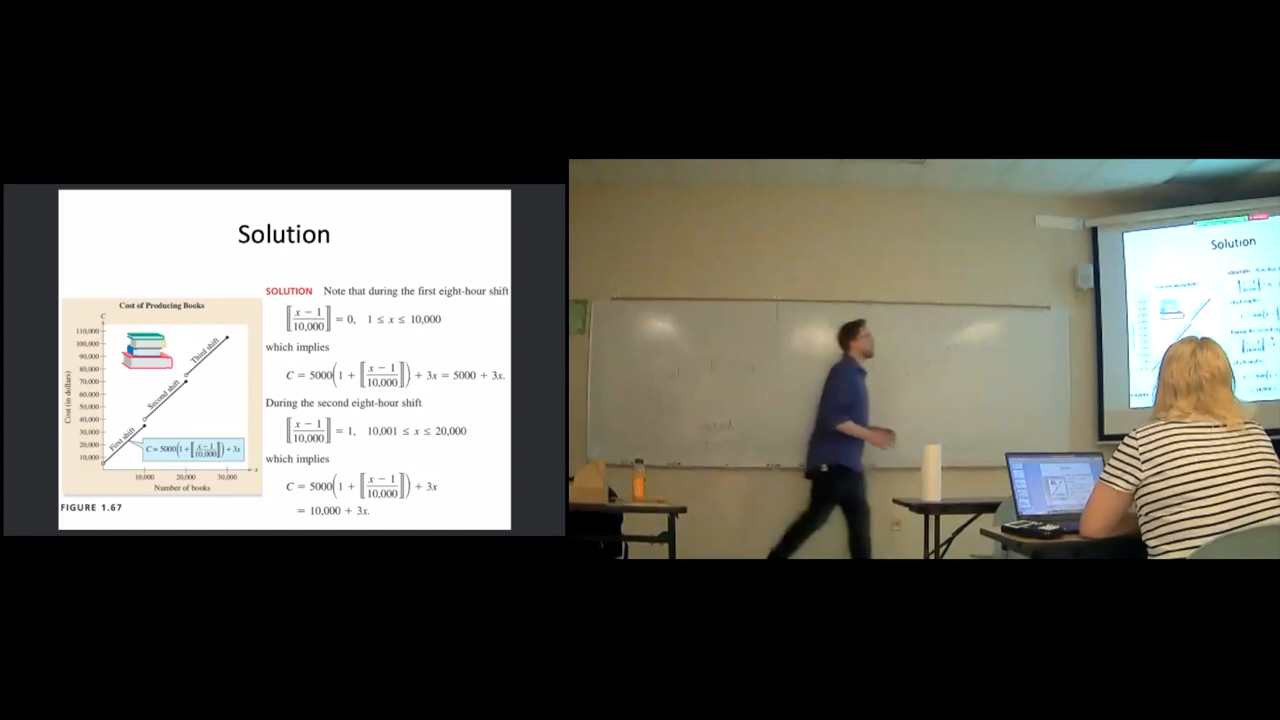 Solution
Cost of Producing Books
C
110,000
100,000
90,000
80,000
70,000
60,000
50,000
40,000
30,000
20,000
10,000
Cost (in dollars)
First shift
Second shift
Third shift
C = 5000(1 + ⟦(x − 1)/10,000⟧) + 3x
10,000 20,000 30,000
x
Number of books
FIGURE 1.67
SOLUTION Note that during the first eight-hour shift
⟦(x − 1)/10,000⟧ = 0, 1 ≤ x ≤ 10,000
which implies
C = 5000(1 + ⟦(x − 1)/10,000⟧) + 3x = 5000 + 3x.
During the second eight-hour shift
⟦(x − 1)/10,000⟧ = 1, 10,001 ≤ x ≤ 20,000
which implies
C = 5000(1 + ⟦(x − 1)/10,000⟧) + 3x
= 10,000 + 3x.
Solution